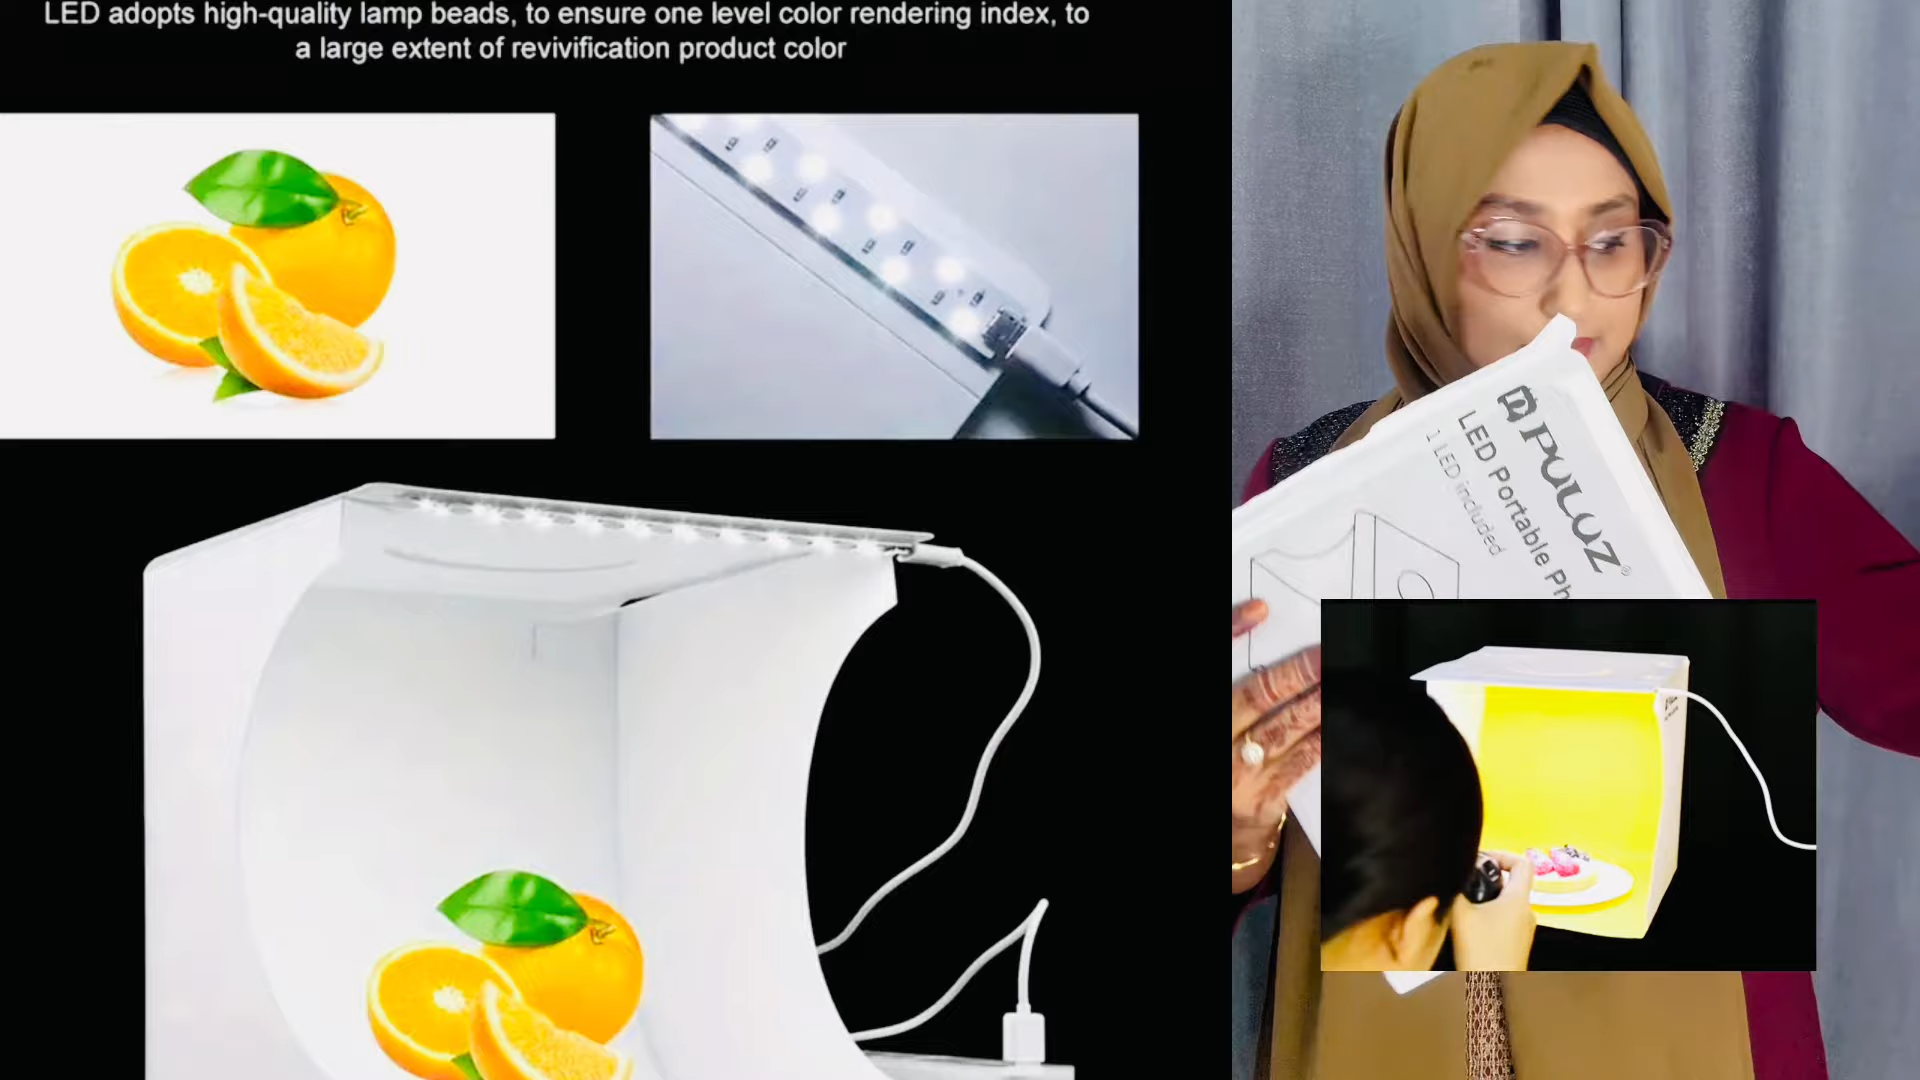 LED adopts high-quality lamp beads, to ensure one level color rendering index, to
a large extent of revivification product color
PULUZ®
LED Portable Ph
1 LED included